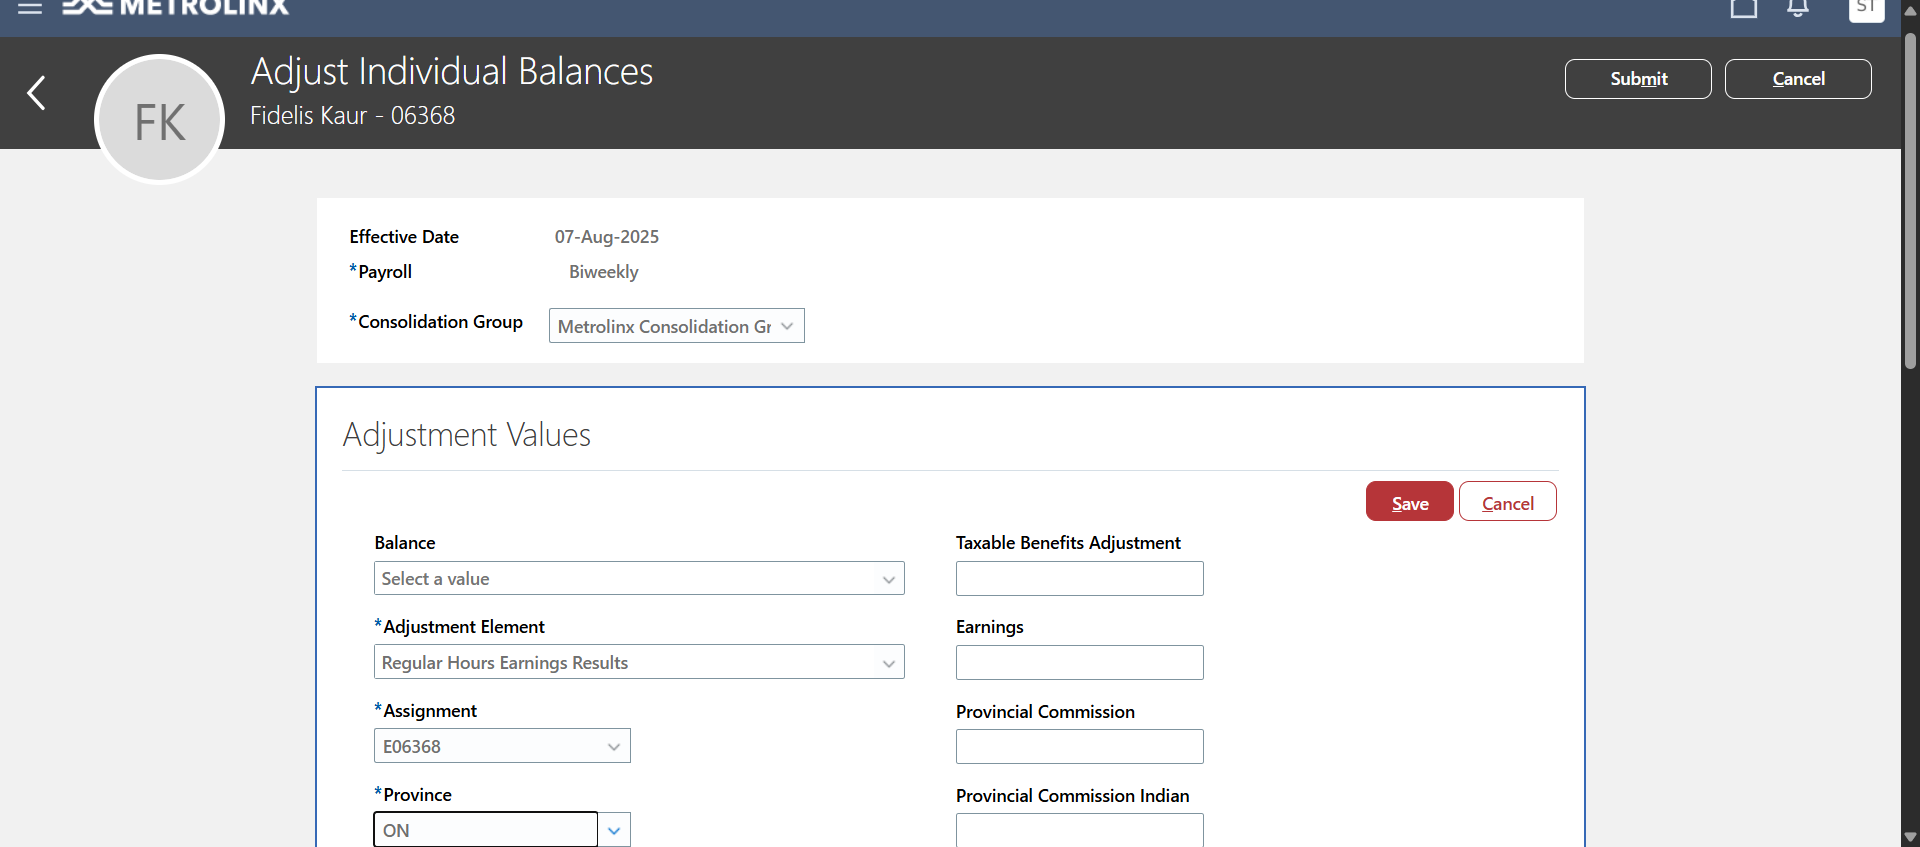 METROLINX
ST
FK
Adjust Individual Balances
Fidelis Kaur - 06368
Submit
Cancel
Effective Date
07-Aug-2025
*Payroll
Biweekly
*Consolidation Group
Metrolinx Consolidation Gr
Adjustment Values
Save
Cancel
Balance
Select a value
Taxable Benefits Adjustment
*Adjustment Element
Regular Hours Earnings Results
Earnings
*Assignment
E06368
Provincial Commission
*Province
ON
Provincial Commission Indian